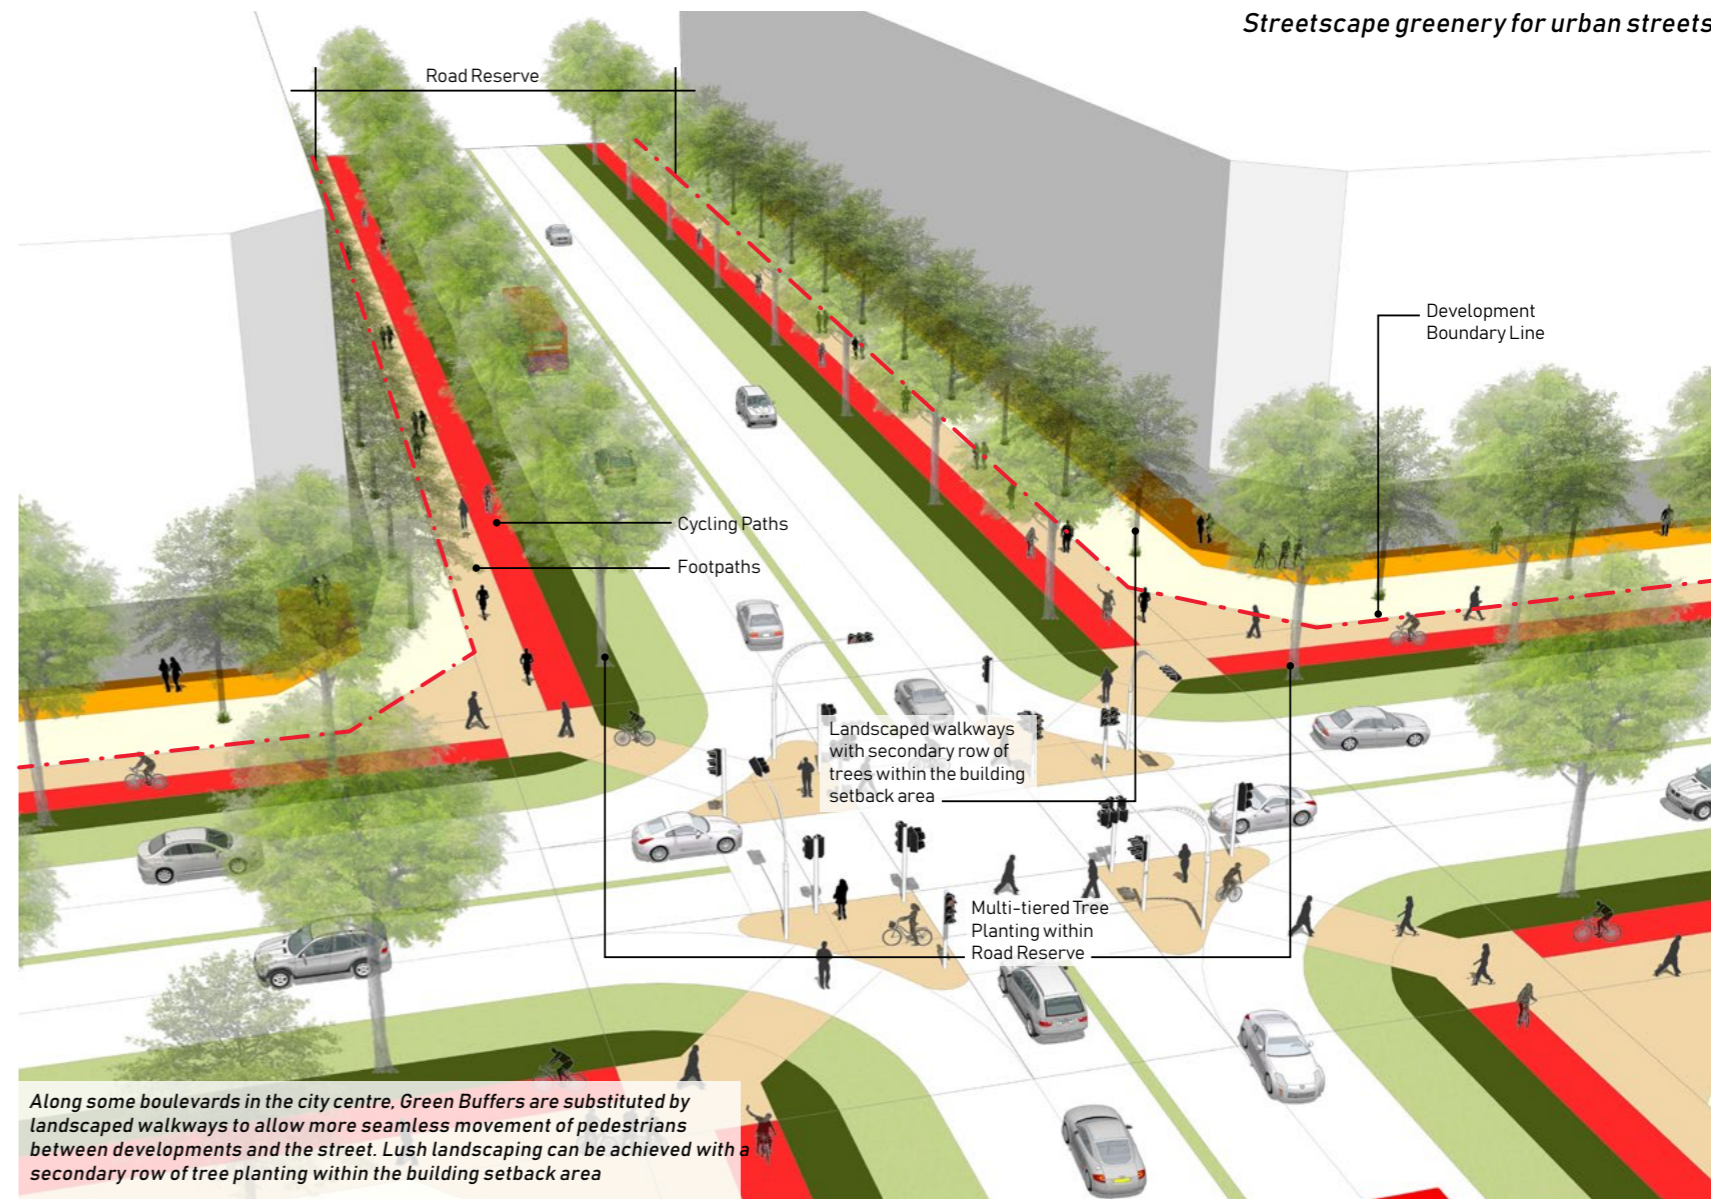 Streetscape greenery for urban streets
Road Reserve
Development
Boundary Line
Cycling Paths
Footpaths
Landscaped walkways
with secondary row of
trees within the building
setback area
Multi-tiered Tree
Planting within
Road Reserve
Along some boulevards in the city centre, Green Buffers are substituted by
landscaped walkways to allow more seamless movement of pedestrians
between developments and the street. Lush landscaping can be achieved with a
secondary row of tree planting within the building setback area